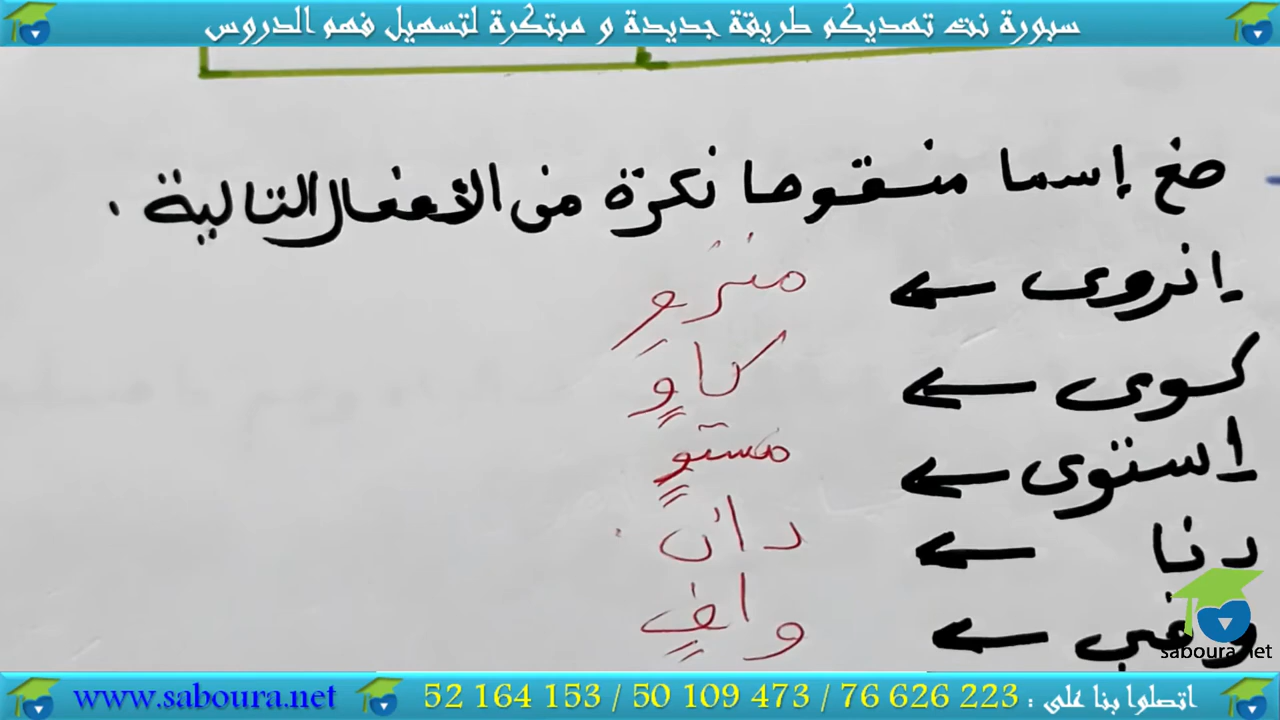 سبورة نت تهديكم طريقة جديدة و مبتكرة لتسهيل فهم الدروس
صغ إسما منقوصا نكرة من الأفعال التالية .
إنزوى ← منزوٍ
كوى ← كاوٍ
إستوى ← مستوٍ
دنا ← دان
وفى ← وافٍ
saboura.net
اتصلوا بنا على : 223 626 76 / 473 109 50 / 153 164 52 www.saboura.net